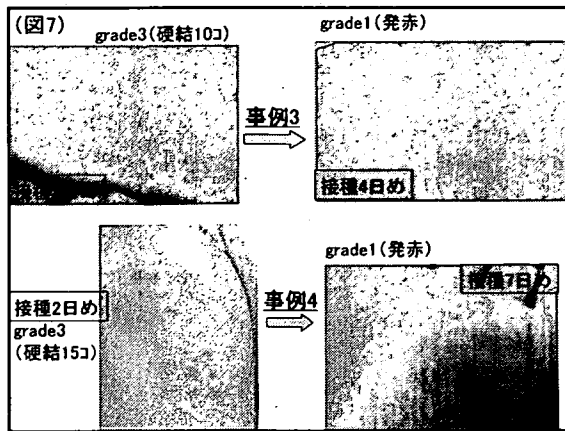 (図7)
grade3(硬結10コ)
grade1(発赤)
事例3
接種4日め
grade1(発赤)
接種2日め
grade3
(硬結15コ)
事例4
接種7日め